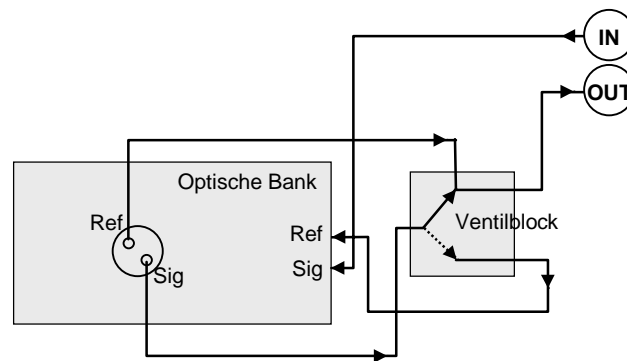 IN
OUT
Optische Bank
Ref
Sig
Ref
Sig
Ventilblock